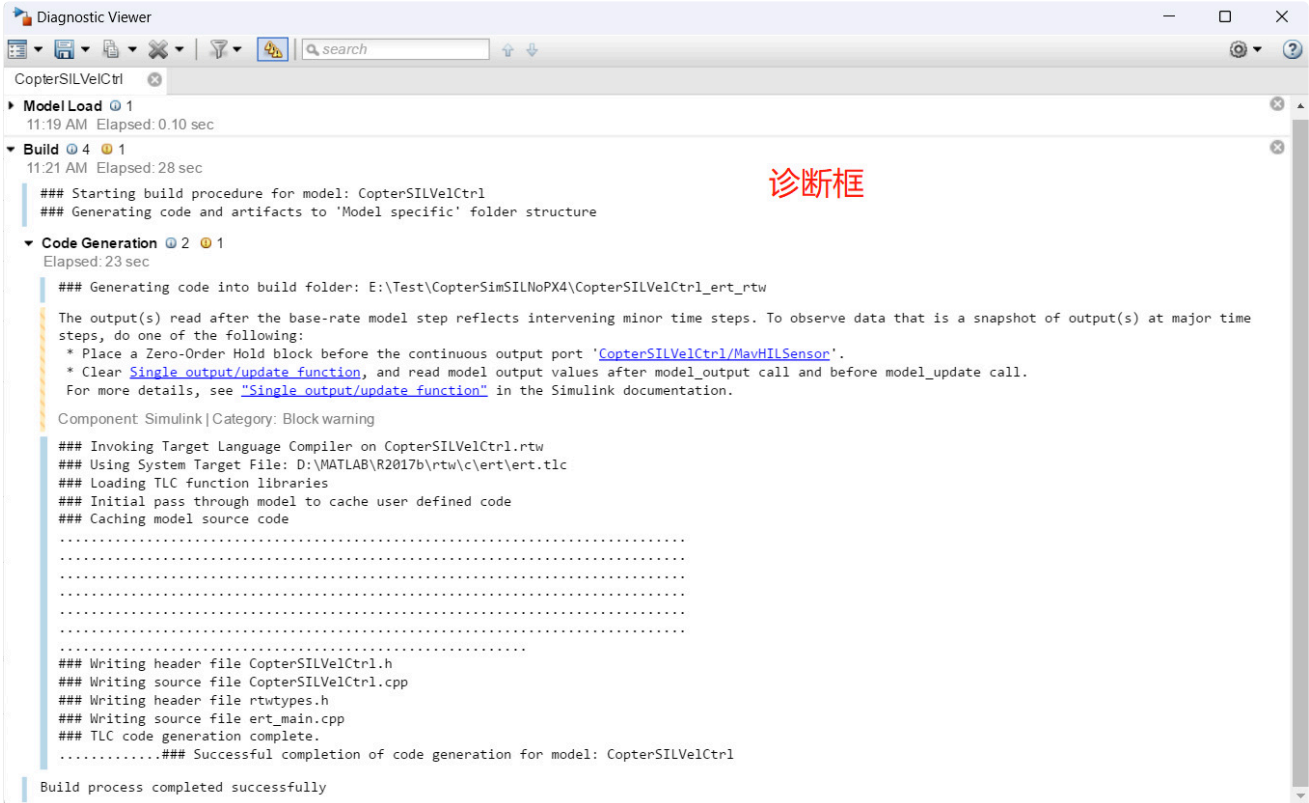 Diagnostic Viewer
search
CopterSILVelCtrl
Model Load 1
11:19 AM Elapsed: 0.10 sec
Build 4 1
11:21 AM Elapsed: 28 sec
诊断框
### Starting build procedure for model: CopterSILVelCtrl
### Generating code and artifacts to 'Model specific' folder structure
Code Generation 2 1
Elapsed: 23 sec
### Generating code into build folder: E:\Test\CopterSimSILNoPX4\CopterSILVelCtrl_ert_rtw
The output(s) read after the base-rate model step reflects intervening minor time steps. To observe data that is a snapshot of output(s) at major time
steps, do one of the following:
* Place a Zero-Order Hold block before the continuous output port 'CopterSILVelCtrl/MavHILSensor'.
* Clear Single output/update function, and read model output values after model_output call and before model_update call.
For more details, see "Single output/update function" in the Simulink documentation.
Component: Simulink | Category: Block warning
### Invoking Target Language Compiler on CopterSILVelCtrl.rtw
### Using System Target File: D:\MATLAB\R2017b\rtw\c\ert\ert.tlc
### Loading TLC function libraries
### Initial pass through model to cache user defined code
### Caching model source code
...............................................................................
...............................................................................
...............................................................................
...............................................................................
...............................................................................
...............................................................................
...........................................................
### Writing header file CopterSILVelCtrl.h
### Writing source file CopterSILVelCtrl.cpp
### Writing header file rtwtypes.h
### Writing source file ert_main.cpp
### TLC code generation complete.
.............### Successful completion of code generation for model: CopterSILVelCtrl
Build process completed successfully